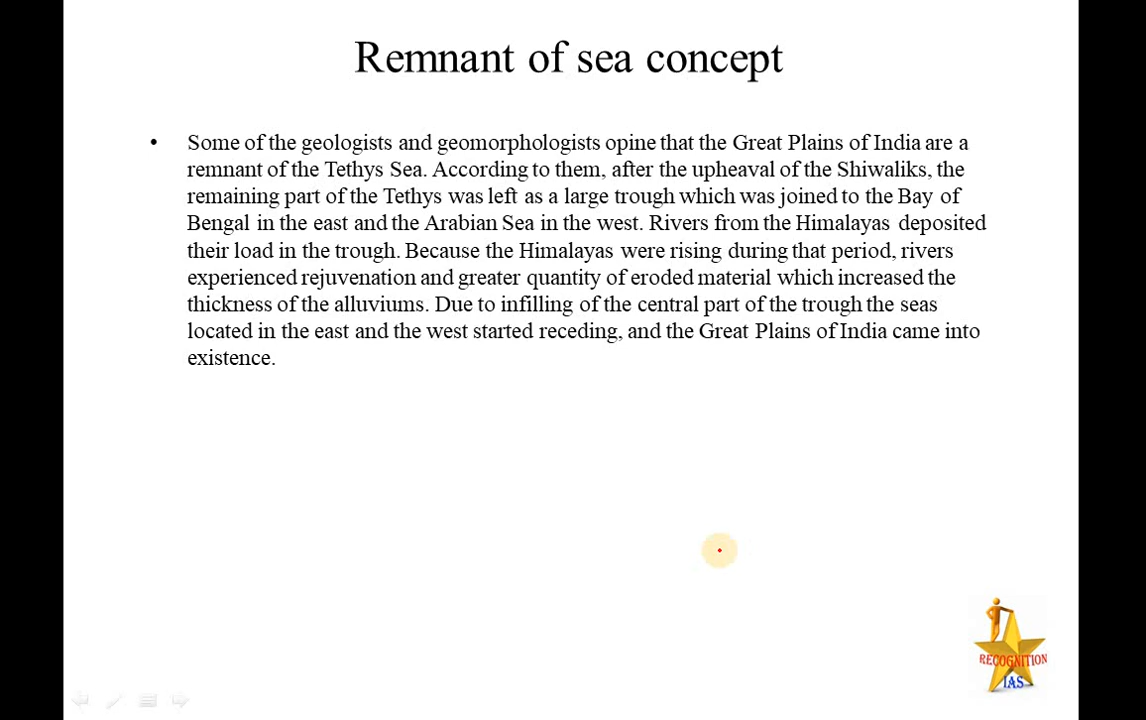 Remnant of sea concept
• Some of the geologists and geomorphologists opine that the Great Plains of India are a
remnant of the Tethys Sea. According to them, after the upheaval of the Shiwaliks, the
remaining part of the Tethys was left as a large trough which was joined to the Bay of
Bengal in the east and the Arabian Sea in the west. Rivers from the Himalayas deposited
their load in the trough. Because the Himalayas were rising during that period, rivers
experienced rejuvenation and greater quantity of eroded material which increased the
thickness of the alluviums. Due to infilling of the central part of the trough the seas
located in the east and the west started receding, and the Great Plains of India came into
existence.
RECOGNITION
IAS